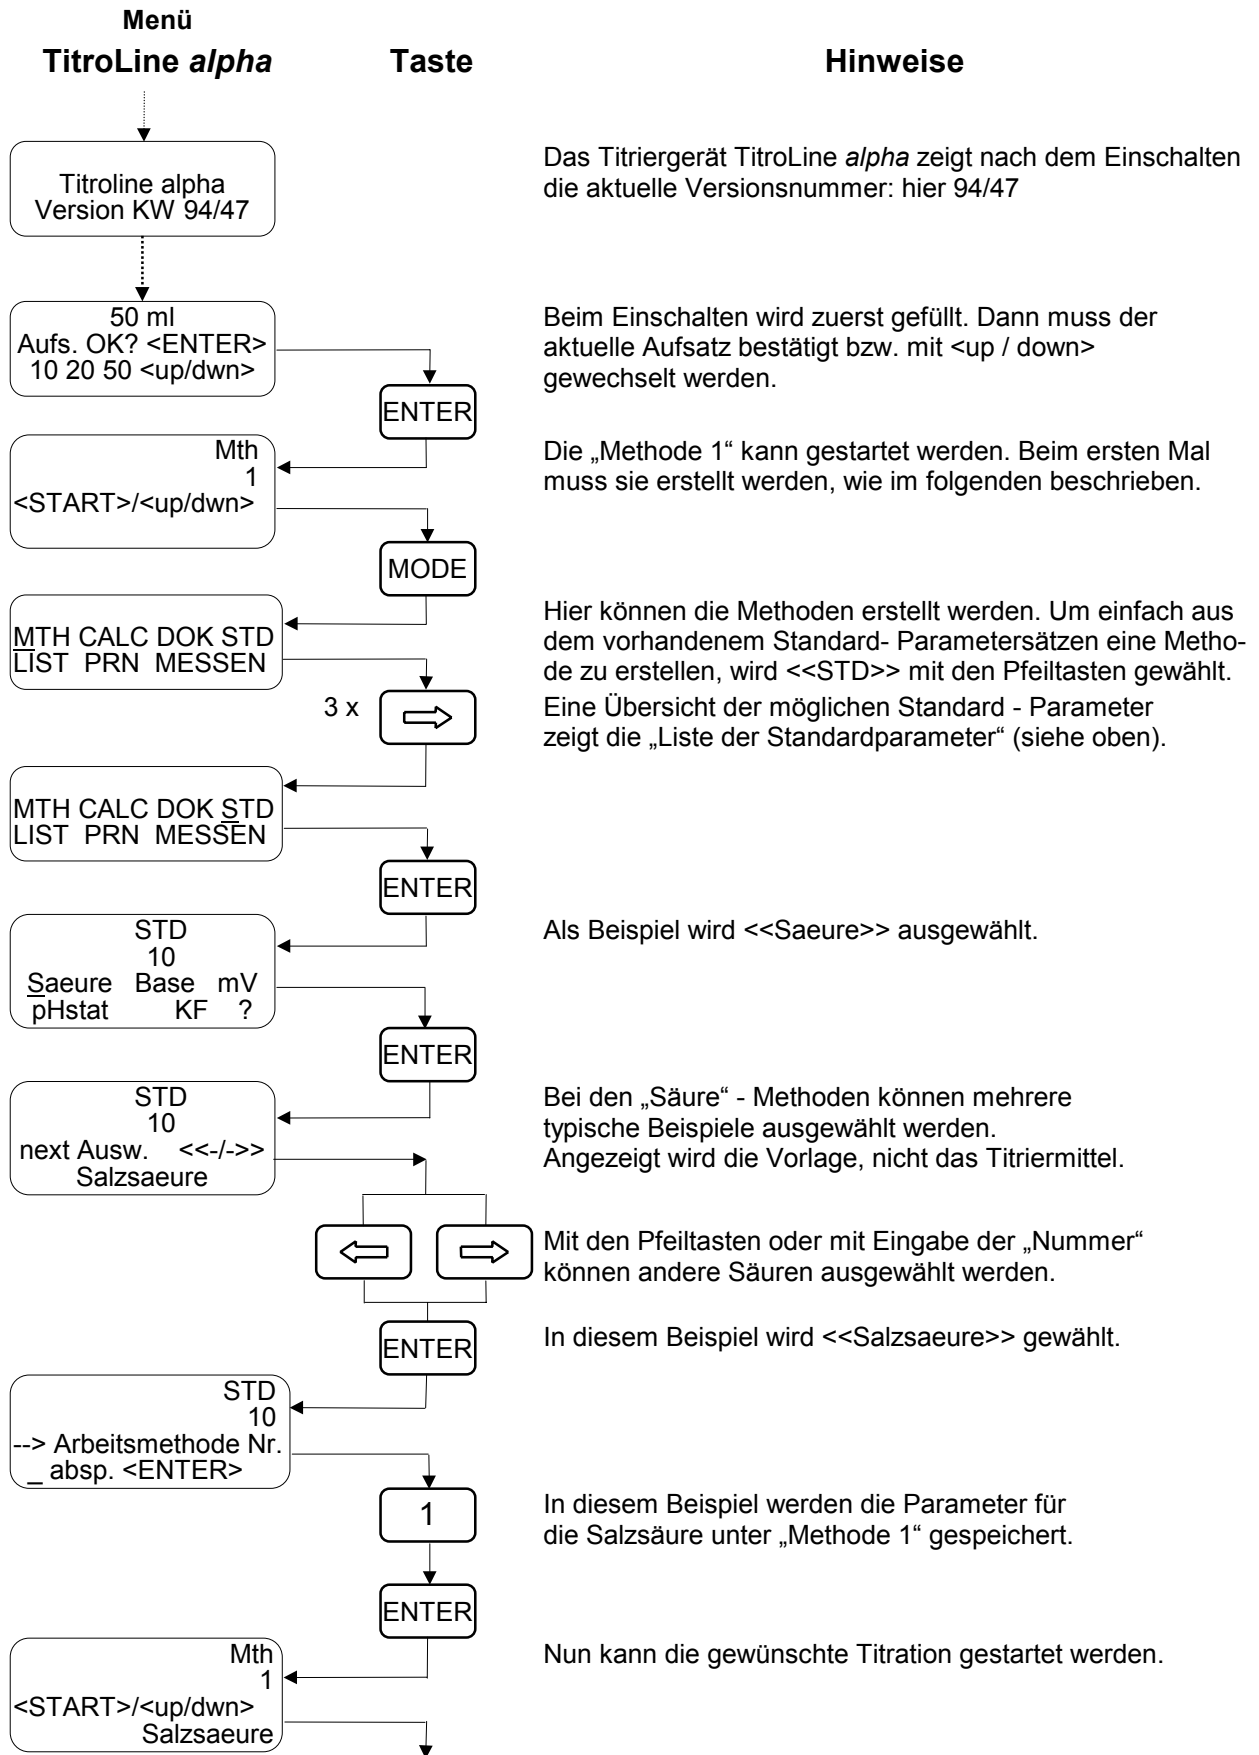 Menü
TitroLine alpha Taste Hinweise
Titroline alpha
Version KW 94/47
Das Titriergerät TitroLine alpha zeigt nach dem Einschalten
die aktuelle Versionsnummer: hier 94/47
50 ml
Aufs. OK? <ENTER>
10 20 50 <up/dwn>
Beim Einschalten wird zuerst gefüllt. Dann muss der
aktuelle Aufsatz bestätigt bzw. mit <up / down>
gewechselt werden.
ENTER
Mth
1
<START>/<up/dwn>
Die „Methode 1“ kann gestartet werden. Beim ersten Mal
muss sie erstellt werden, wie im folgenden beschrieben.
MODE
MTH CALC DOK STD
LIST PRN MESSEN
Hier können die Methoden erstellt werden. Um einfach aus
dem vorhandenem Standard- Parametersätzen eine Metho-
de zu erstellen, wird <<STD>> mit den Pfeiltasten gewählt.
3 x
Eine Übersicht der möglichen Standard - Parameter
zeigt die „Liste der Standardparameter“ (siehe oben).
MTH CALC DOK STD
LIST PRN MESSEN
ENTER
STD
10
Saeure Base mV
pHstat KF ?
Als Beispiel wird <<Saeure>> ausgewählt.
ENTER
STD
10
next Ausw. <<-/->>
Salzsaeure
Bei den „Säure“ - Methoden können mehrere
typische Beispiele ausgewählt werden.
Angezeigt wird die Vorlage, nicht das Titriermittel.
Mit den Pfeiltasten oder mit Eingabe der „Nummer“
können andere Säuren ausgewählt werden.
ENTER
In diesem Beispiel wird <<Salzsaeure>> gewählt.
STD
10
--> Arbeitsmethode Nr.
_ absp. <ENTER>
1
In diesem Beispiel werden die Parameter für
die Salzsäure unter „Methode 1“ gespeichert.
ENTER
Mth
1
<START>/<up/dwn>
Salzsaeure
Nun kann die gewünschte Titration gestartet werden.